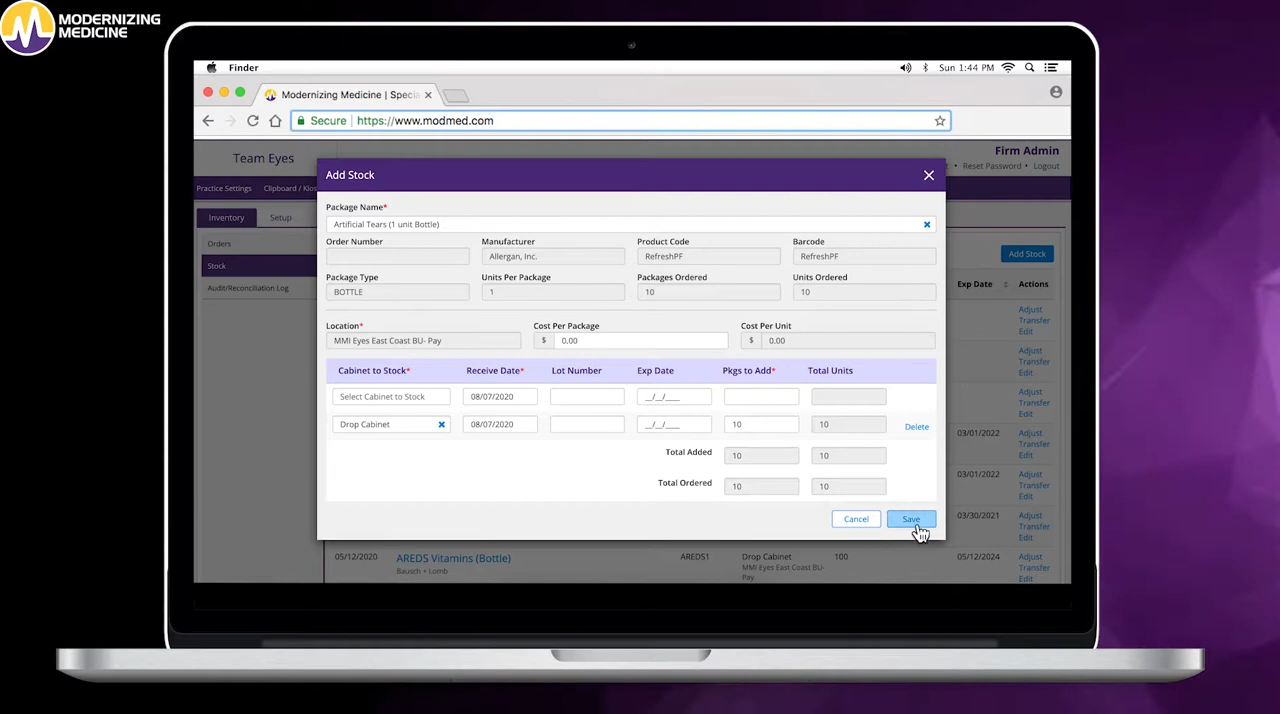 MODERNIZING
MEDICINE
Finder
Sun 1:44 PM
Modernizing Medicine | Specia
Secure https://www.modmed.com
Team Eyes
Firm Admin
Reset Password • Logout
Practice Settings Clipboard / Kios
Inventory Setup
Orders
Stock
Audit/Reconciliation Log
Add Stock
Exp Date Actions
Adjust
Transfer
Edit
Adjust
Transfer
Edit
Adjust
Transfer
Edit
03/01/2022 Adjust
Transfer
Edit
03/01/2022 Adjust
Transfer
Edit
03/30/2021 Adjust
Transfer
Edit
Add Stock
Package Name*
Artificial Tears (1 unit Bottle)
Order Number Manufacturer Product Code Barcode
Allergan, Inc. RefreshPF RefreshPF
Package Type Units Per Package Packages Ordered Units Ordered
BOTTLE 1 10 10
Location* Cost Per Package Cost Per Unit
MMI Eyes East Coast BU- Pay $ 0.00 $ 0.00
Cabinet to Stock* Receive Date* Lot Number Exp Date Pkgs to Add* Total Units
Select Cabinet to Stock 08/07/2020 __/__/____
Drop Cabinet 08/07/2020 __/__/____ 10 10 Delete
Total Added 10 10
Total Ordered 10 10
Cancel Save
05/12/2020 AREDS Vitamins (Bottle) AREDS1 Drop Cabinet 100 05/12/2024 Adjust
Bausch + Lomb MMI Eyes East Coast BU- Transfer
Pay Edit